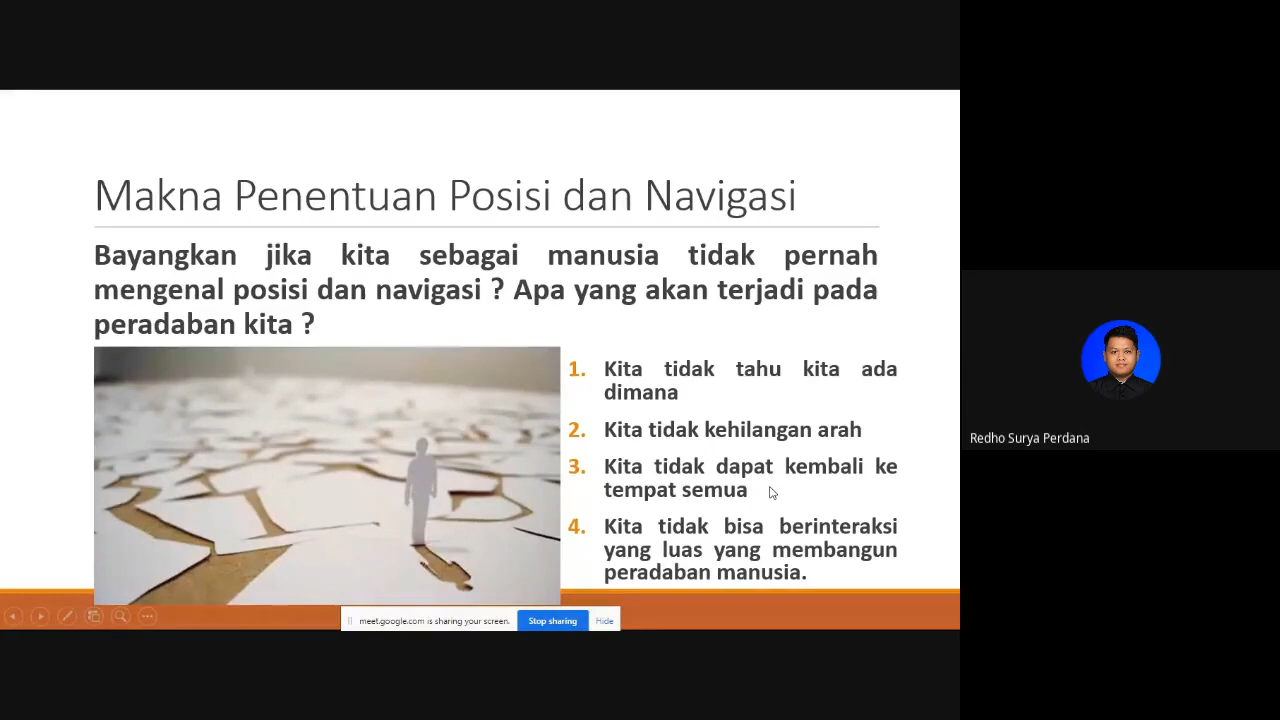 Makna Penentuan Posisi dan Navigasi
Bayangkan jika kita sebagai manusia tidak pernah
mengenal posisi dan navigasi ? Apa yang akan terjadi pada
peradaban kita ?
1. Kita tidak tahu kita ada
dimana
2. Kita tidak kehilangan arah
3. Kita tidak dapat kembali ke
tempat semua
4. Kita tidak bisa berinteraksi
yang luas yang membangun
peradaban manusia.
meet.google.com is sharing your screen.
Stop sharing
Hide
Redho Surya Perdana